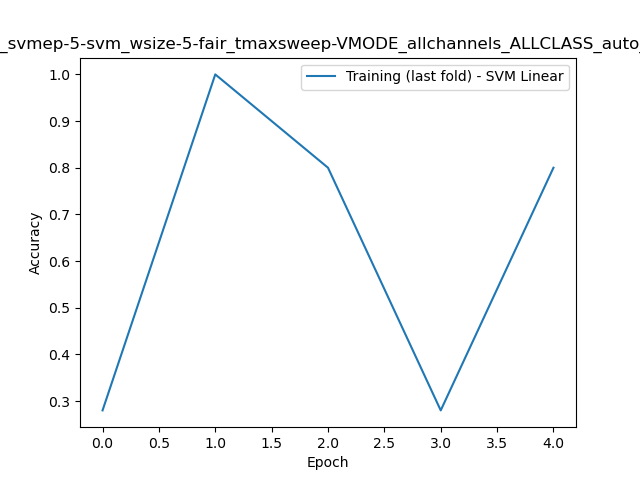 _svmep-5-svm_wsize-5-fair_tmaxsweep-VMODE_allchannels_ALLCLASS_auto_
Training (last fold) - SVM Linear
1.0
0.9
0.8
0.7
0.6
0.5
0.4
0.3
Accuracy
0.0 0.5 1.0 1.5 2.0 2.5 3.0 3.5 4.0
Epoch